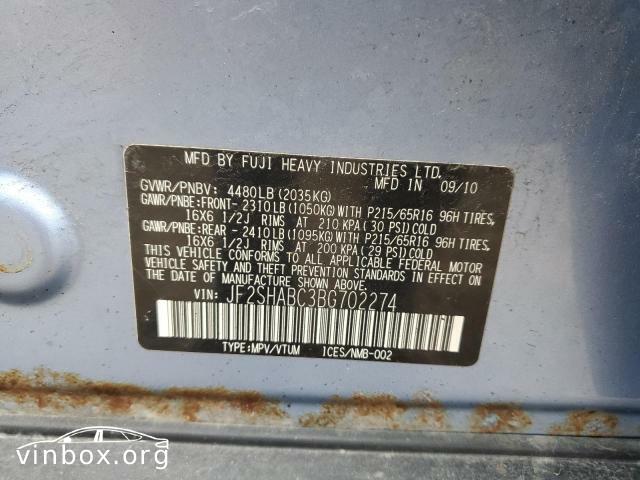 MFD BY FUJI HEAVY INDUSTRIES LTD.
MFD IN 09/10
GVWR/PNBV: 4480LB (2035KG)
GAWR/PNBE:FRONT-2310LB(1050KG)WITH P215/65R16 96H TIRES,
16X6 1/2J RIMS AT 210 KPA (30 PSI) COLD
GAWR/PNBE:REAR -2410LB(1095KG)WITH P215/65R16 96H TIRES,
16X6 1/2J RIMS AT 200 KPA (29 PSI) COLD
THIS VEHICLE CONFORMS TO ALL APPLICABLE FEDERAL MOTOR
VEHICLE SAFETY AND THEFT PREVENTION STANDARDS IN EFFECT ON
THE DATE OF MANUFACTURE SHOWN ABOVE.
VIN: JF2SHABC3BG702274
TYPE:MPV/VTUM ICES/NMB-002
vinbox.org